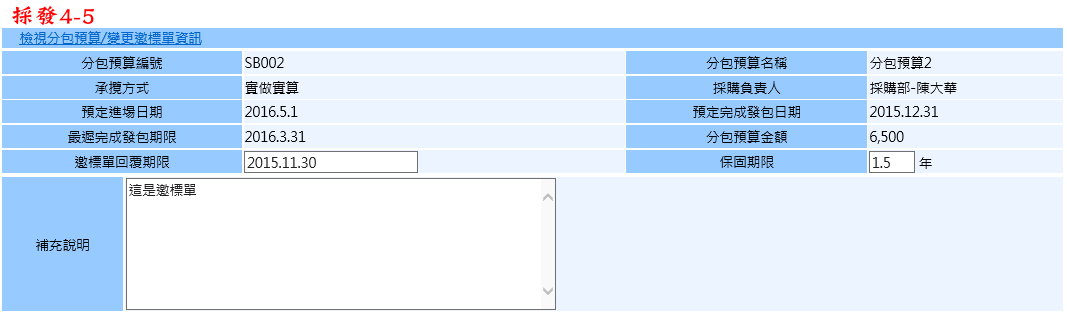 採發4-5
檢視分包預算/變更邀標單資訊
分包預算編號 SB002 分包預算名稱 分包預算2
承攬方式 實做實算 採購負責人 採購部-陳大華
預定進場日期 2016.5.1 預定完成發包日期 2015.12.31
最遲完成發包期限 2016.3.31 分包預算金額 6,500
邀標單回覆期限 2015.11.30 保固期限 1.5 年
這是邀標單
補充說明